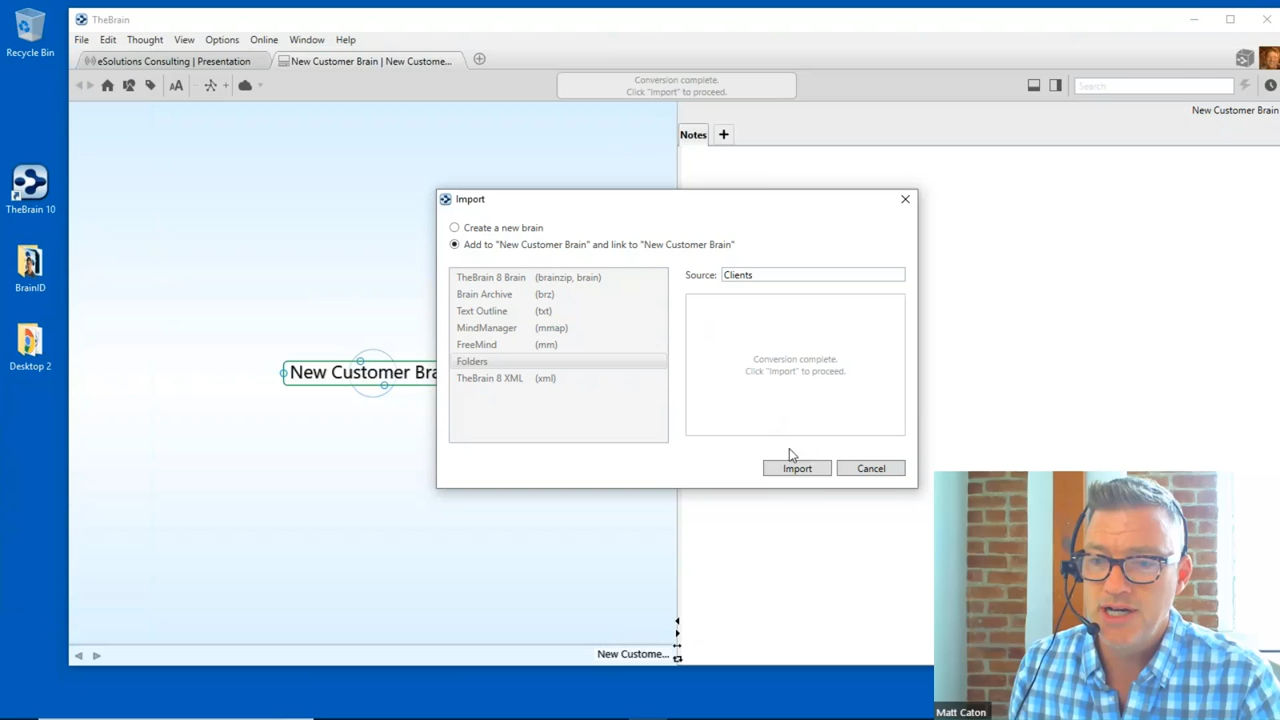 Recycle Bin
TheBrain 10
BrainID
Desktop 2
TheBrain
File Edit Thought View Options Online Window Help
eSolutions Consulting | Presentation
New Customer Brain | New Custome...
Conversion complete.
Click "Import" to proceed.
Search
New Customer Brain
Notes
New Customer Bra
Import
Create a new brain
Add to "New Customer Brain" and link to "New Customer Brain"
TheBrain 8 Brain (brainzip, brain)
Brain Archive (brz)
Text Outline (txt)
MindManager (mmap)
FreeMind (mm)
Folders
TheBrain 8 XML (xml)
Source: Clients
Conversion complete.
Click "Import" to proceed.
Import Cancel
New Custome...
Matt Caton